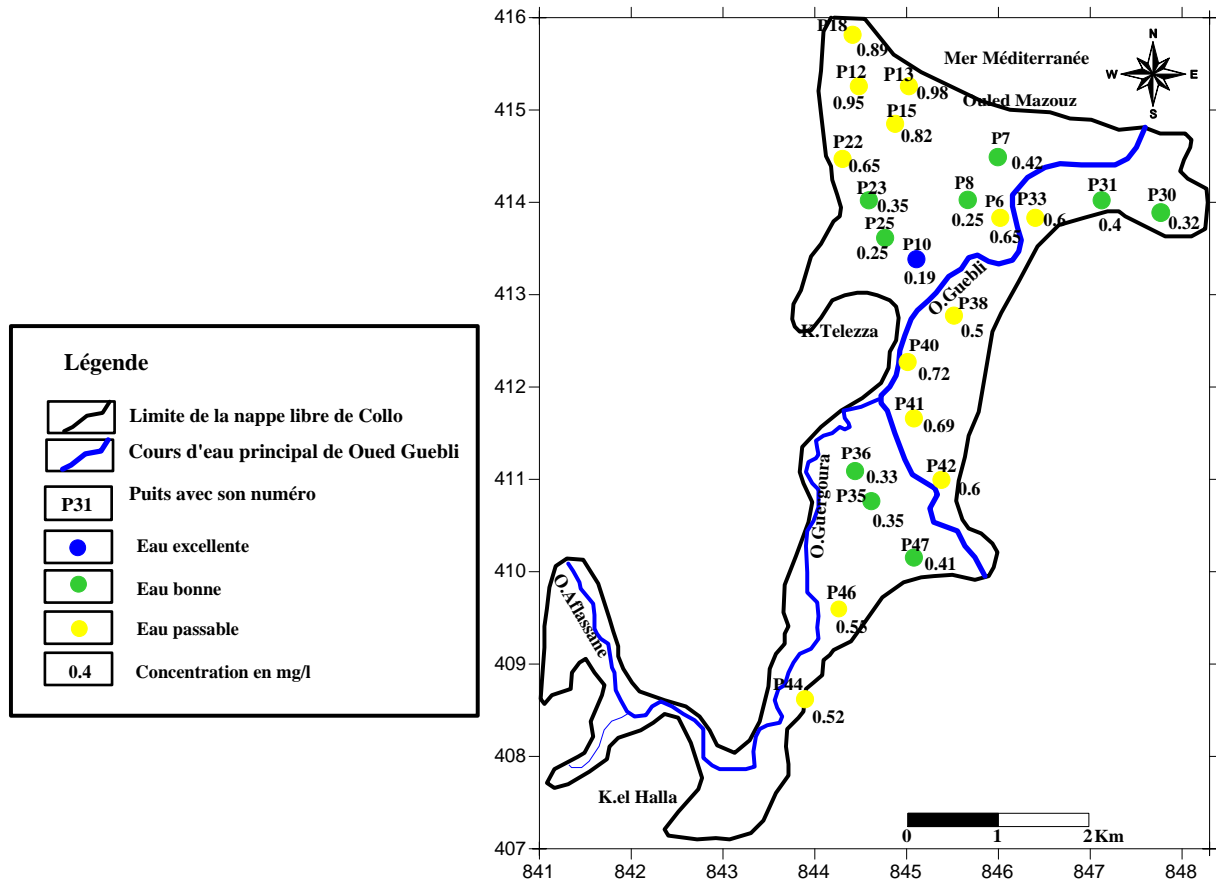 Légende
Limite de la nappe libre de Collo
Cours d'eau principal de Oued Guebli
P31
Puits avec son numéro
Eau excellente
Eau bonne
Eau passable
0.4
Concentration en mg/l
416
415
414
413
412
411
410
409
408
407
841
842
843
844
845
846
847
848
N
W
E
S
Mer Méditerranée
Ouled Mazouz
P18
0.89
P12
0.95
P13
0.98
P15
0.82
P22
0.65
P7
0.42
P23
0.35
P8
0.25
P6
0.65
P33
0.6
P31
0.4
P30
0.32
P25
0.25
P10
0.19
O.Guebli
P38
0.5
K.Telezza
P40
0.72
P41
0.69
P36
0.33
P42
0.6
P35
0.35
O.Guergoura
P47
0.41
O.Aflassane
P46
0.55
P44
0.52
K.el Halla
0
1
2
Km